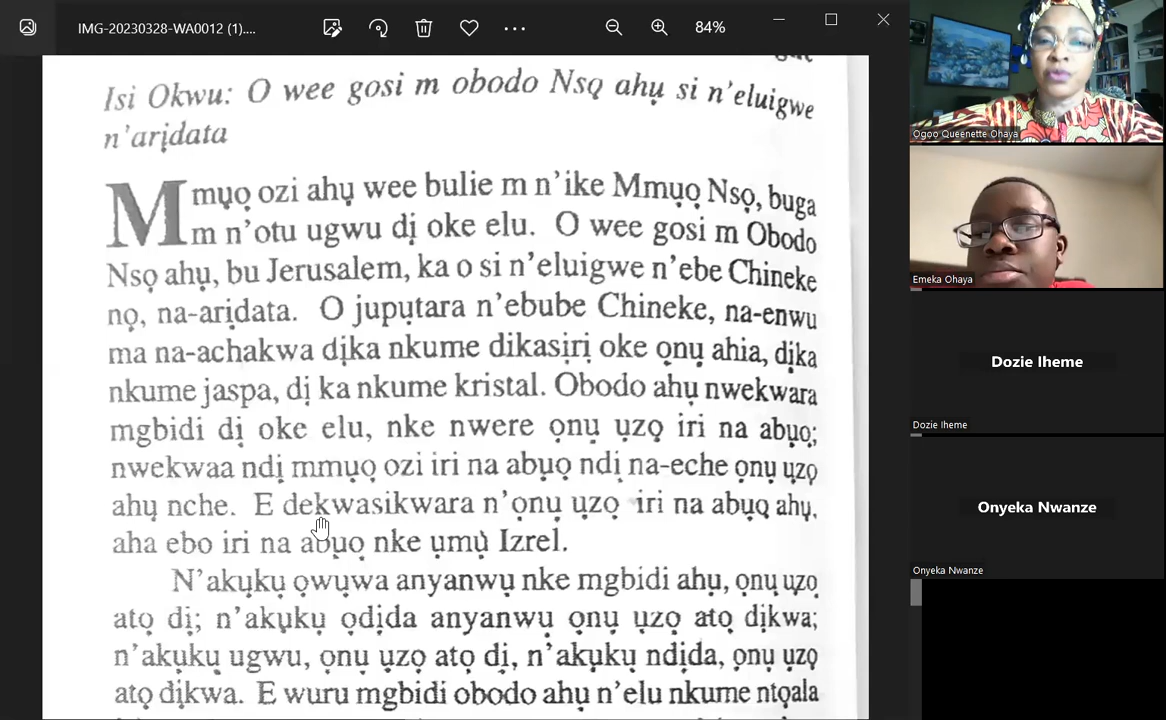 IMG-20230328-WA0012 (1)....
84%
Isi Okwu: O wee gosi m obodo Nsọ ahụ si n'eluigwe
n'arịdata
Mmụọ ozi ahụ wee bulie m n'ike Mmụọ Nsọ, buga
m n'otu ugwu dị oke elu. O wee gosi m Obodo
Nsọ ahụ, bu Jerusalem, ka o si n'eluigwe n'ebe Chineke
nọ, na-arịdata. O jupụtara n'ebube Chineke, na-enwu
ma na-achakwa dịka nkume dikasịrị oke ọnụ ahia, dịka
nkume jaspa, dị ka nkume kristal. Obodo ahụ nwekwara
mgbidi dị oke elu, nke nwere ọnụ ụzọ iri na abụọ;
nwekwaa ndị mmụọ ozi iri na abụọ ndị na-eche ọnụ ụzọ
ahụ nche. E dekwasikwara n'ọnụ ụzọ iri na abụọ ahụ,
aha ebo iri na abụọ nke ụmụ̀ Izrel.
N'akụkụ ọwụwa anyanwụ nke mgbidi ahụ, ọnụ ụzọ
atọ dị; n'akụkụ ọdịda anyanwụ ọnụ ụzọ atọ dịkwa;
n'akụkụ ugwu, ọnụ ụzọ atọ dị, n'akụkụ ndịda, ọnụ ụzọ
atọ dịkwa. E wuru mgbidi obodo ahụ n'elu nkume ntọala
Ogoo Queenette Ohaya
Emeka Ohaya
Dozie Iheme
Dozie Iheme
Onyeka Nwanze
Onyeka Nwanze